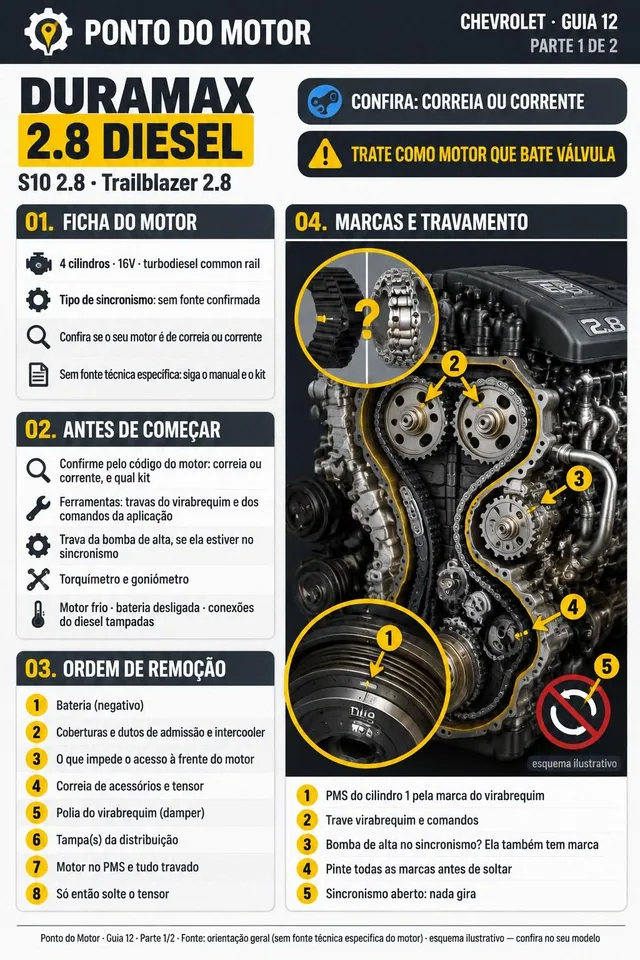 PONTO DO MOTOR
CHEVROLET · GUIA 12
PARTE 1 DE 2
DURAMAX
2.8 DIESEL
S10 2.8 · Trailblazer 2.8
CONFIRA: CORREIA OU CORRENTE
TRATE COMO MOTOR QUE BATE VÁLVULA
01. FICHA DO MOTOR
4 cilindros · 16V · turbodiesel common rail
Tipo de sincronismo: sem fonte confirmada
Confira se o seu motor é de correia ou corrente
Sem fonte técnica específica: siga o manual e o kit
02. ANTES DE COMEÇAR
Confirme pelo código do motor: correia ou
corrente, e qual kit
Ferramentas: travas do virabrequim e dos
comandos da aplicação
Trava da bomba de alta, se ela estiver no
sincronismo
Torquímetro e goniómetro
Motor frio · bateria desligada · conexões
do diesel tampadas
03. ORDEM DE REMOÇÃO
1 Bateria (negativo)
2 Coberturas e dutos de admissão e intercooler
3 O que impede o acesso à frente do motor
4 Correia de acessórios e tensor
5 Polia do virabrequim (damper)
6 Tampa(s) da distribuição
7 Motor no PMS e tudo travado
8 Só então solte o tensor
04. MARCAS E TRAVAMENTO
?
2.8
2
3
4
1
5
esquema ilustrativo
1 PMS do cilindro 1 pela marca do virabrequim
2 Trave virabrequim e comandos
3 Bomba de alta no sincronismo? Ela também tem marca
4 Pinte todas as marcas antes de soltar
5 Sincronismo aberto: nada gira
Ponto do Motor · Guia 12 · Parte 1/2 · Fonte: orientação geral (sem fonte técnica específica do motor) · esquema ilustrativo — confira no seu modelo